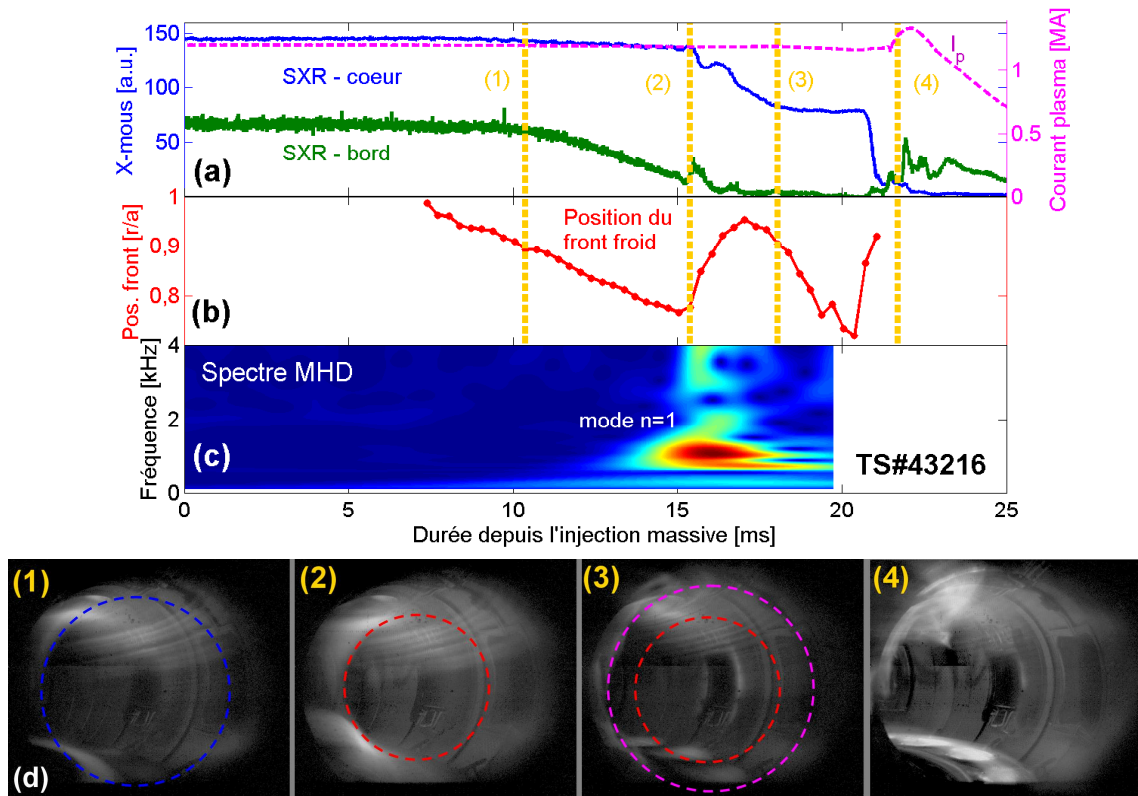 150
100
50
X-mous [a.u.]
SXR - coeur
SXR - bord
(a)
(1)
(2)
(3)
(4)
Ip
1
0.5
0
Courant plasma [MA]
1
0,9
0,8
Pos. front [r/a]
Position du
front froid
(b)
4
2
0
Fréquence [kHz]
Spectre MHD
mode n=1
(c)
TS#43216
0 5 10 15 20 25
Durée depuis l'injection massive [ms]
(1) (2) (3) (4)
(d)